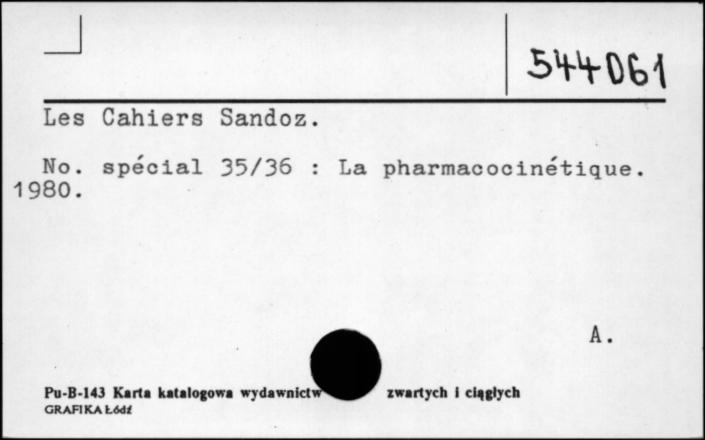 544061
Les Cahiers Sandoz.
No. spécial 35/36 : La pharmacocinétique.
1980.
A.
Pu-B-143 Karta katalogowa wydawnictw zwartych i ciągłych
GRAFIKA Łódź